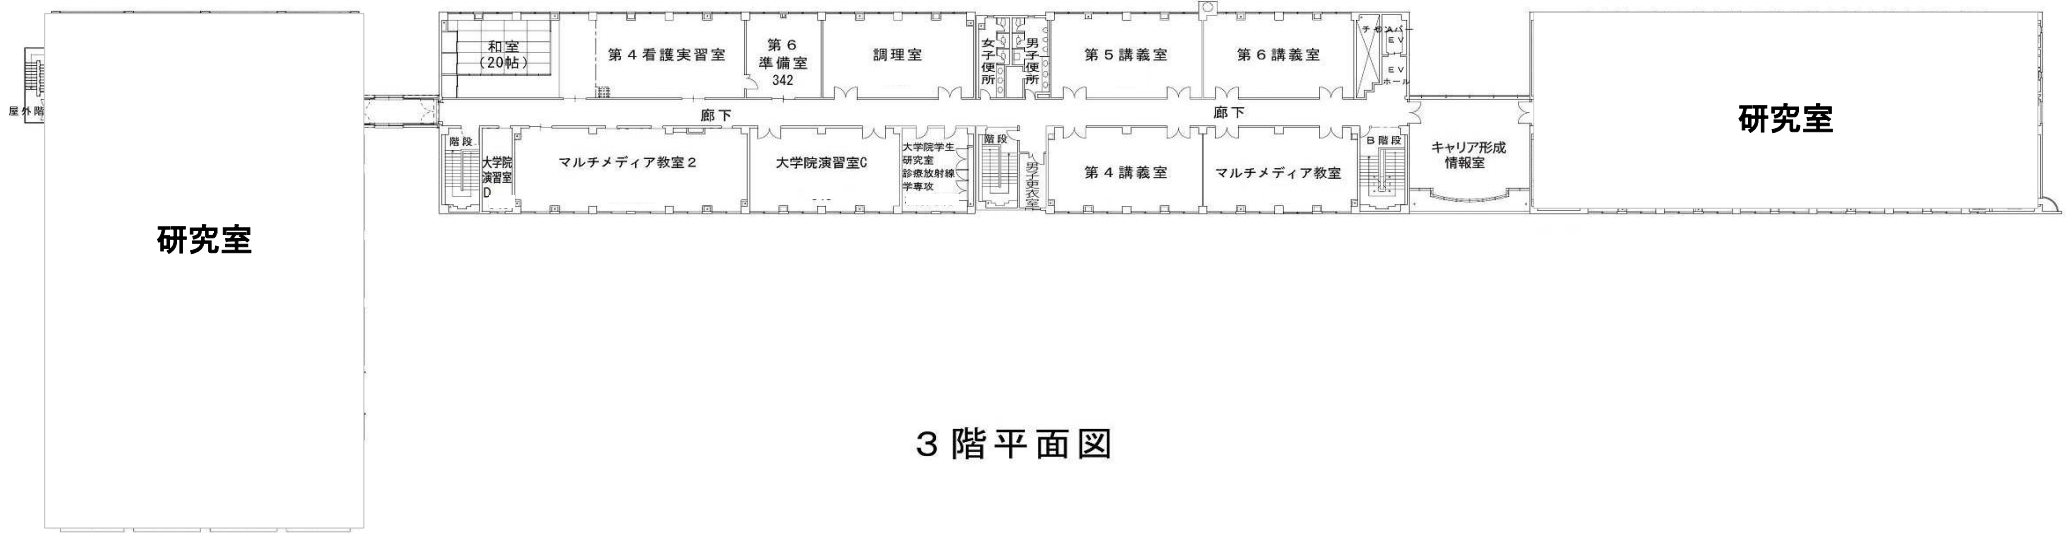 和室
(20帖)
第４看護実習室
第６
準備室
342
調理室
女子便所
男子便所
第５講義室
第６講義室
ＥＶ
ＥＶ
ホール
屋外階
廊下
廊下
研究室
階段
大学院
演習室
D
マルチメディア教室２
大学院演習室C
大学院学生
研究室
診療放射線
学専攻
階段
男子更衣室
第４講義室
マルチメディア教室
Ｂ階段
キャリア形成
情報室
研究室
３階平面図